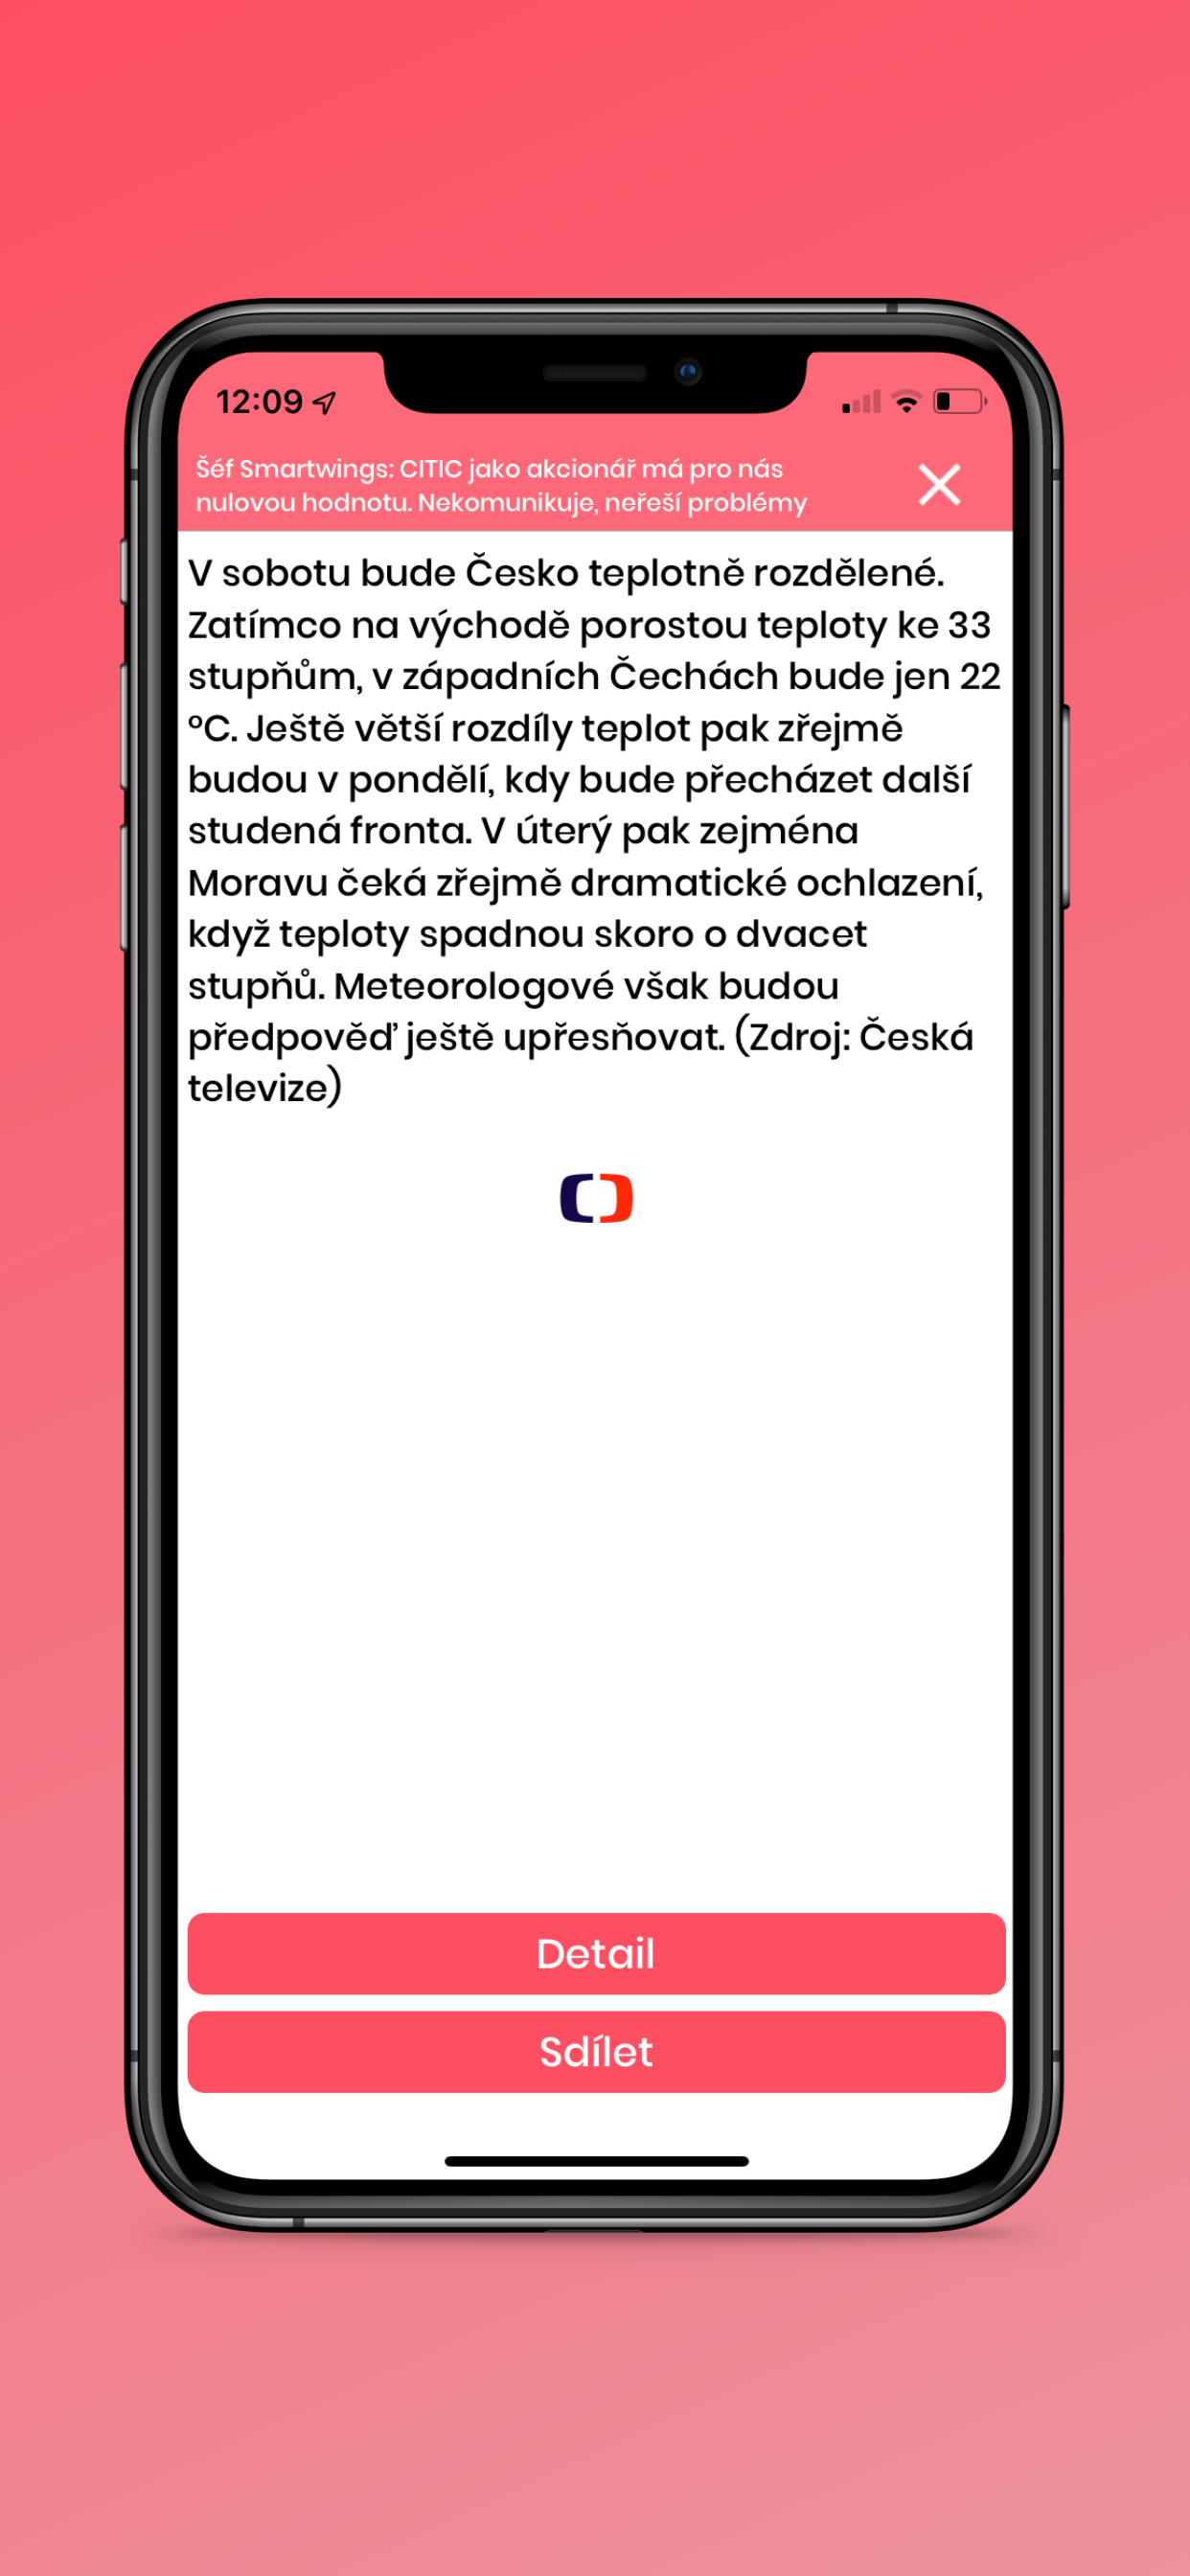 12:09
Šéf Smartwings: CITIC jako akcionář má pro nás
nulovou hodnotu. Nekomunikuje, neřeší problémy
V sobotu bude Česko teplotně rozdělené.
Zatímco na východě porostou teploty ke 33
stupňům, v západních Čechách bude jen 22
°C. Ještě větší rozdíly teplot pak zřejmě
budou v pondělí, kdy bude přecházet další
studená fronta. V úterý pak zejména
Moravu čeká zřejmě dramatické ochlazení,
když teploty spadnou skoro o dvacet
stupňů. Meteorologové však budou
předpověď ještě upřesňovat. (Zdroj: Česká
televize)
Detail
Sdílet